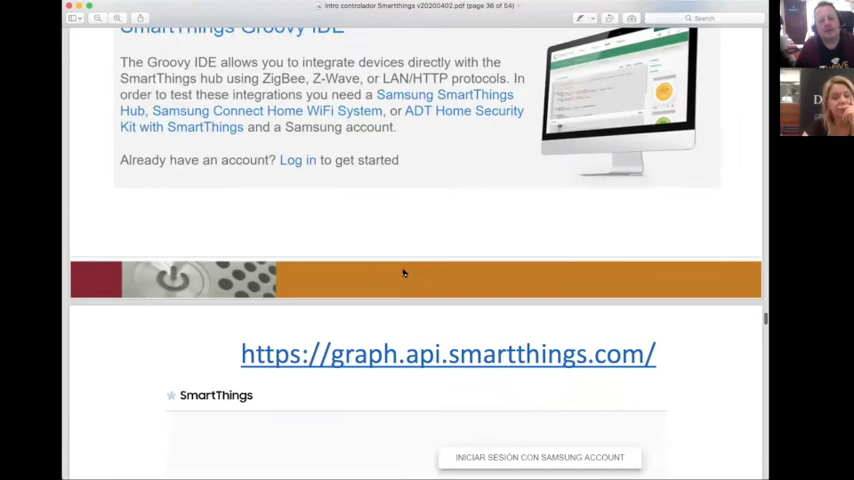 Intro controlador Smartthings v20200402.pdf (page 36 of 54)
Search
SmartThings Groovy IDE
The Groovy IDE allows you to integrate devices directly with the
SmartThings hub using ZigBee, Z-Wave, or LAN/HTTP protocols. In
order to test these integrations you need a Samsung SmartThings
Hub, Samsung Connect Home WiFi System, or ADT Home Security
Kit with SmartThings and a Samsung account.
Already have an account? Log in to get started
https://graph.api.smartthings.com/
SmartThings
INICIAR SESIÓN CON SAMSUNG ACCOUNT